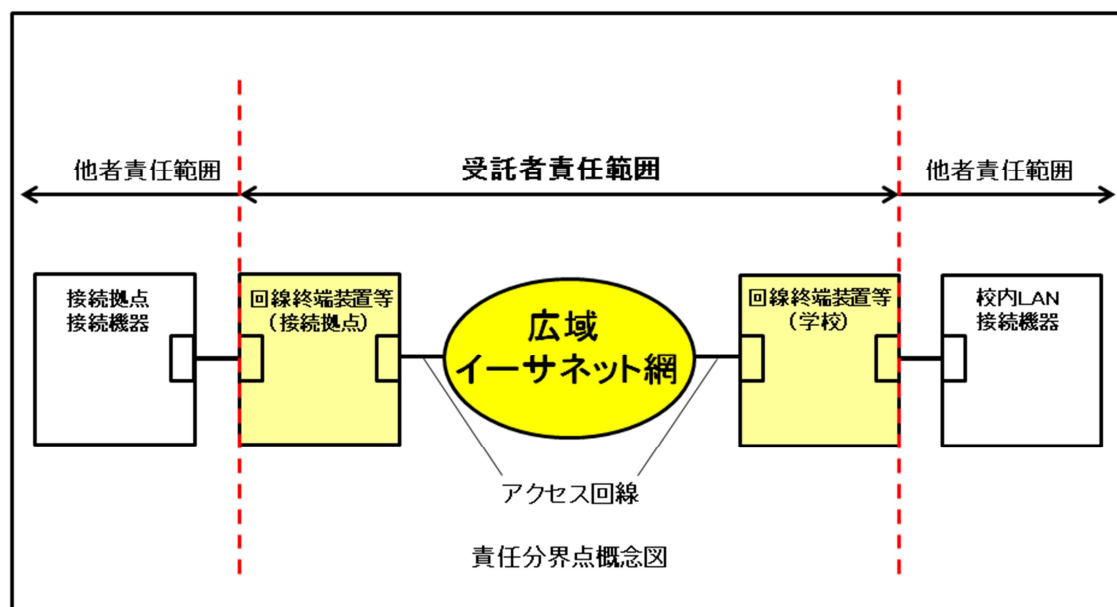 他者責任範囲
受託者責任範囲
他者責任範囲
接続拠点
接続機器
回線終端装置等
（接続拠点）
広域
イーサネット網
回線終端装置等
（学校）
校内LAN
接続機器
アクセス回線
責任分界点概念図